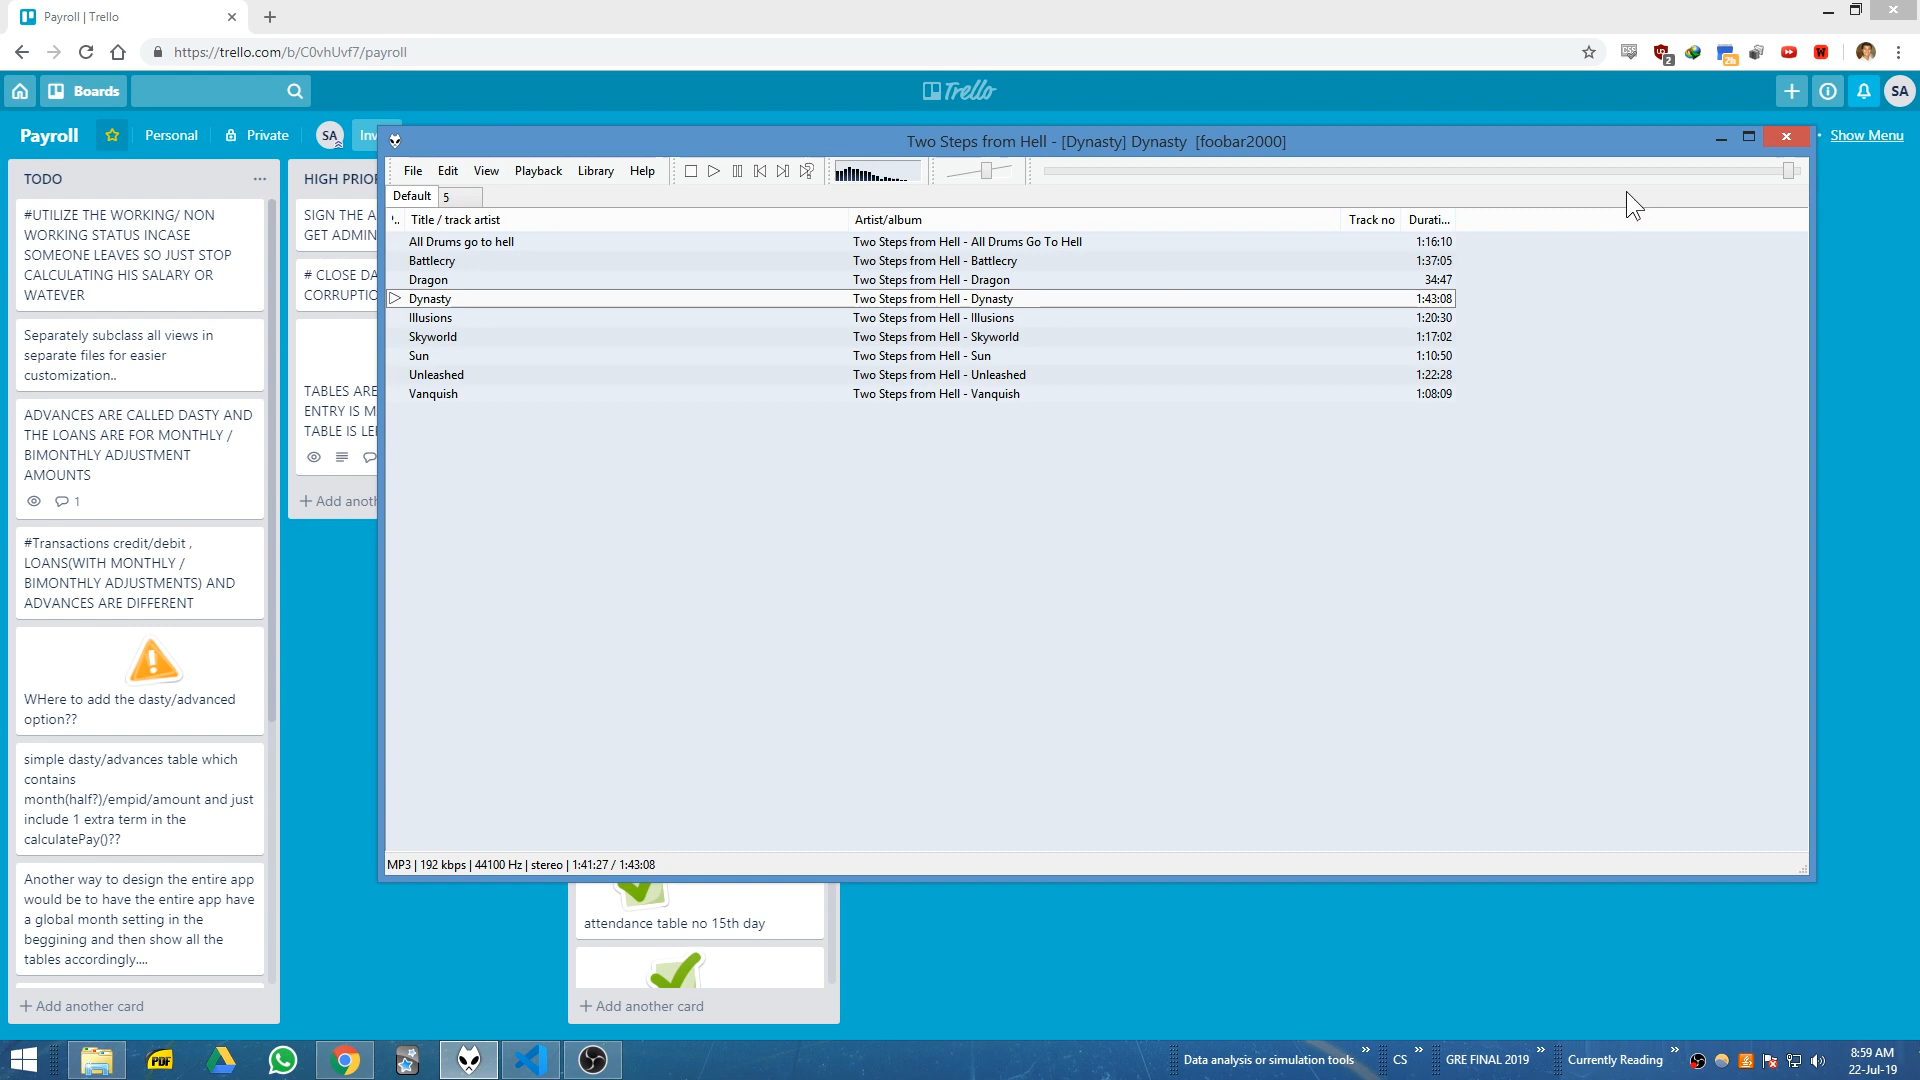 Payroll | Trello
https://trello.com/b/C0vhUvf7/payroll
2
2h
Boards
Trello
SA
Payroll
Personal
Private
SA
Inv
Show Menu
TODO
#UTILIZE THE WORKING/ NON
WORKING STATUS INCASE
SOMEONE LEAVES SO JUST STOP
CALCULATING HIS SALARY OR
WATEVER
Separately subclass all views in
separate files for easier
customization..
ADVANCES ARE CALLED DASTY AND
THE LOANS ARE FOR MONTHLY /
BIMONTHLY ADJUSTMENT
AMOUNTS
1
#Transactions credit/debit ,
LOANS(WITH MONTHLY /
BIMONTHLY ADJUSTMENTS) AND
ADVANCES ARE DIFFERENT
WHere to add the dasty/advanced
option??
simple dasty/advances table which
contains
month(half?)/empid/amount and just
include 1 extra term in the
calculatePay()??
Another way to design the entire app
would be to have the entire app have
a global month setting in the
beggining and then show all the
tables accordingly....
+ Add another card
HIGH PRIOR
SIGN THE A
GET ADMIN
# CLOSE DA
CORRUPTIO
TABLES ARE
ENTRY IS M
TABLE IS LE
+ Add anoth
Two Steps from Hell - [Dynasty] Dynasty [foobar2000]
File Edit View Playback Library Help
Default 5
Title / track artist Artist/album Track no Durati...
All Drums go to hell Two Steps from Hell - All Drums Go To Hell 1:16:10
Battlecry Two Steps from Hell - Battlecry 1:37:05
Dragon Two Steps from Hell - Dragon 34:47
Dynasty Two Steps from Hell - Dynasty 1:43:08
Illusions Two Steps from Hell - Illusions 1:20:30
Skyworld Two Steps from Hell - Skyworld 1:17:02
Sun Two Steps from Hell - Sun 1:10:50
Unleashed Two Steps from Hell - Unleashed 1:22:28
Vanquish Two Steps from Hell - Vanquish 1:08:09
MP3 | 192 kbps | 44100 Hz | stereo | 1:41:27 / 1:43:08
attendance table no 15th day
+ Add another card
PDF
Data analysis or simulation tools
CS
GRE FINAL 2019
Currently Reading
8:59 AM
22-Jul-19